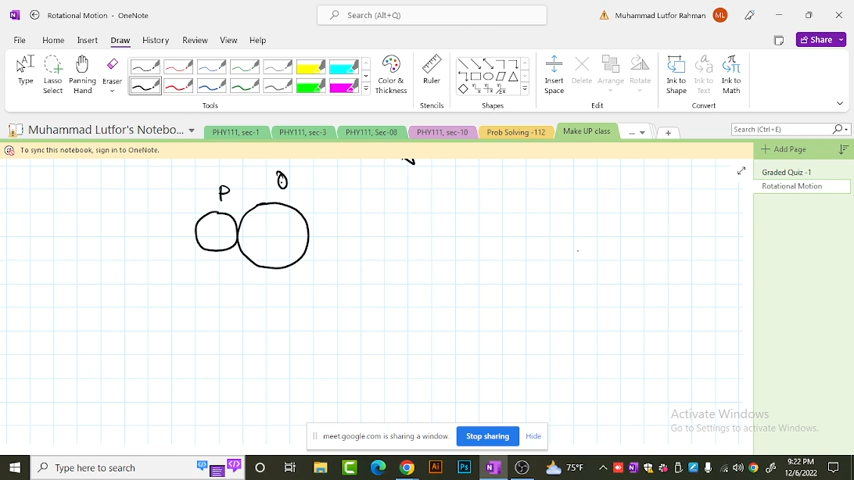 Rotational Motion - OneNote
Search (Alt+Q)
Muhammad Lutfor Rahman
ML
File Home Insert Draw History Review View Help
Share
Type
Lasso Select
Panning Hand
Eraser
Color & thickness
Ruler
Insert Space
Delete
Arrange
Rotate
Ink to Shape
Ink to Text
Ink to Math
Tools
Stencils
Shapes
Edit
Convert
Muhammad Lutfor's Notebo...
PHY111, sec-1
PHY111, sec-3
PHY111, Sec-08
PHY111, sec-10
Prob Solving -112
Make UP class
...
Search (Ctrl+E)
To sync this notebook, sign in to OneNote.
Add Page
Graded Quiz -1
Rotational Motion
P
meet.google.com is sharing a window.
Stop sharing
Hide
Activate Windows
Go to Settings to activate Windows.
Type here to search
75°F
9:22 PM
12/6/2022